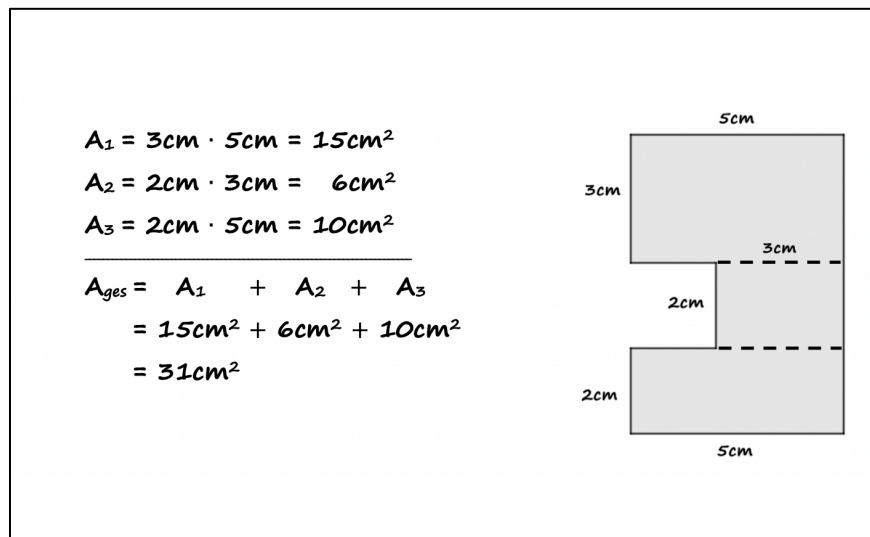 A₁ = 3cm · 5cm = 15cm²
A₂ = 2cm · 3cm = 6cm²
A₃ = 2cm · 5cm = 10cm²
Ages = A₁ + A₂ + A₃
= 15cm² + 6cm² + 10cm²
= 31cm²
5cm
3cm
3cm
2cm
2cm
5cm